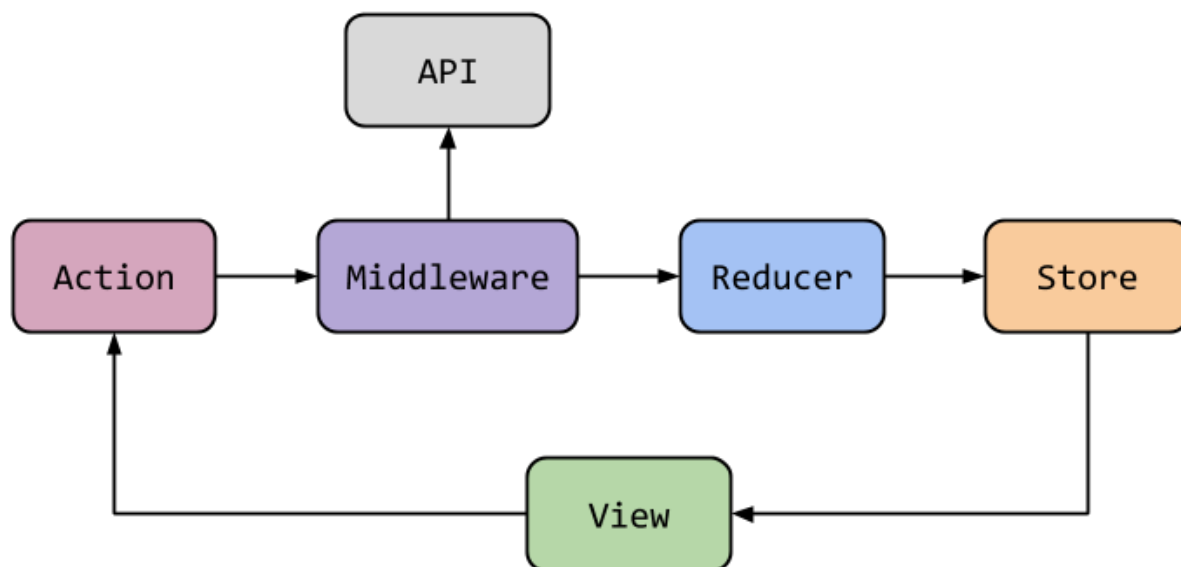 API
Action
Middleware
Reducer
Store
View